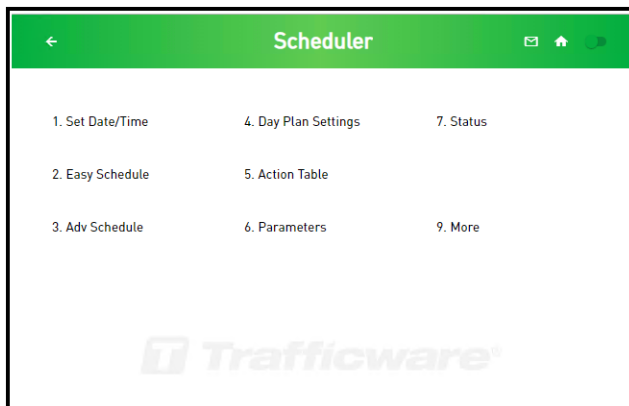 Scheduler
1. Set Date/Time
4. Day Plan Settings
7. Status
2. Easy Schedule
5. Action Table
3. Adv Schedule
6. Parameters
9. More
T Trafficware®